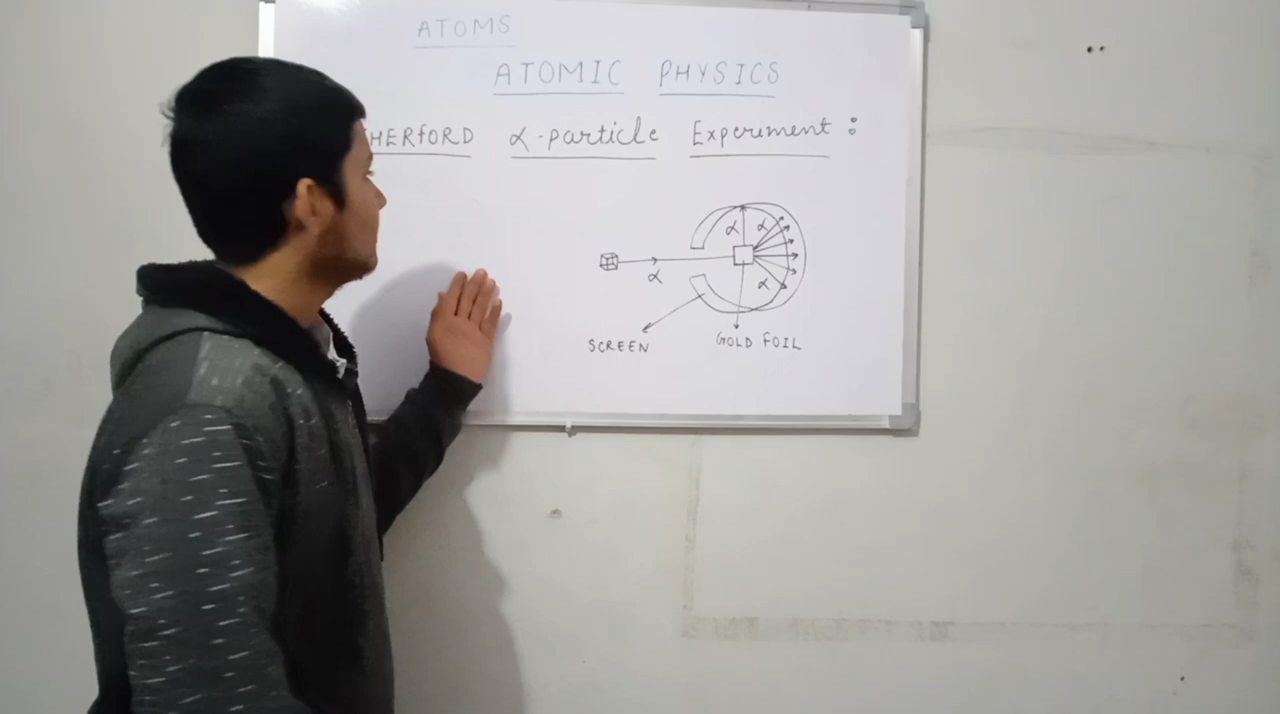 ATOMS
ATOMIC PHYSICS
HERfORD α-particle Experiment :
α α
α
α
SCREEN GOLD FOIL